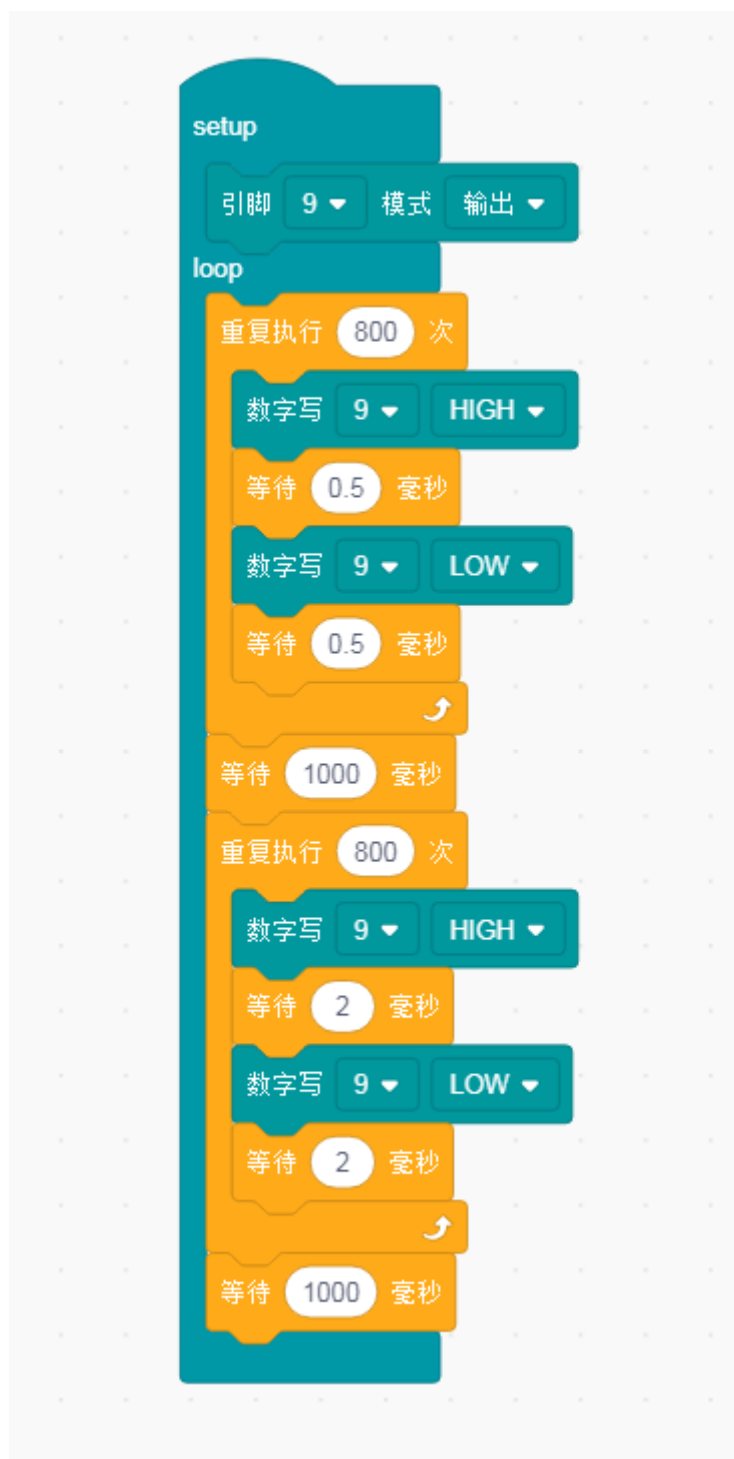 setup
引脚 9 模式 输出
loop
重复执行 800 次
数字写 9 HIGH
等待 0.5 毫秒
数字写 9 LOW
等待 0.5 毫秒
等待 1000 毫秒
重复执行 800 次
数字写 9 HIGH
等待 2 毫秒
数字写 9 LOW
等待 2 毫秒
等待 1000 毫秒